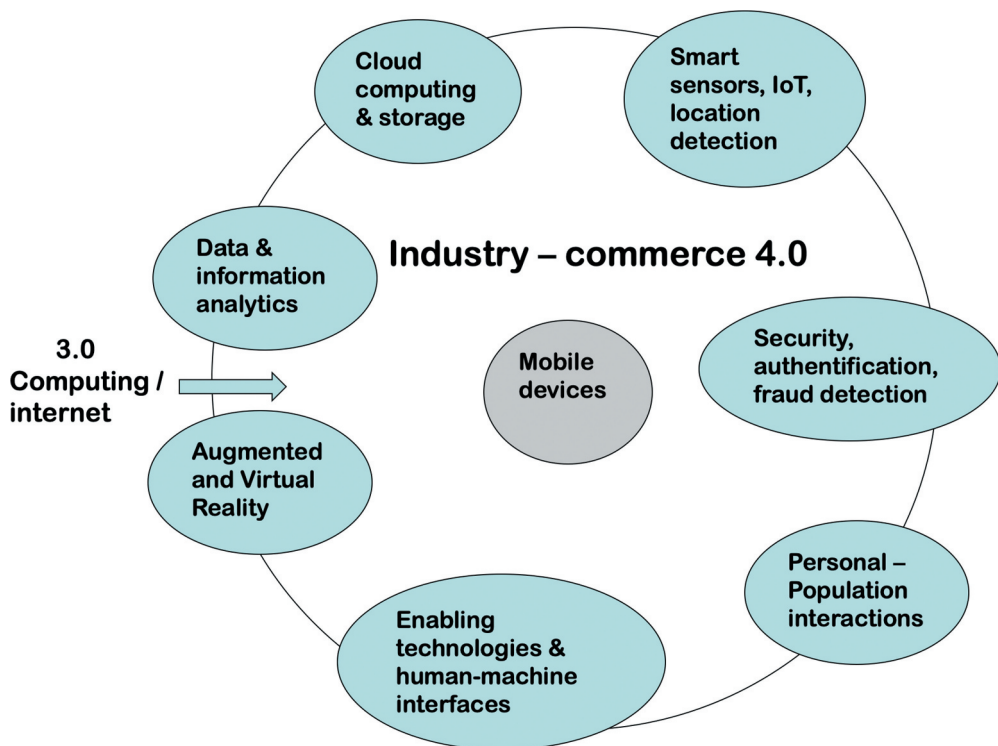 Cloud
computing
& storage
Smart
sensors, IoT,
location
detection
Data &
information
analytics
Industry – commerce 4.0
3.0
Computing /
internet
Mobile
devices
Security,
authentification,
fraud detection
Augmented
and Virtual
Reality
Personal –
Population
interactions
Enabling
technologies &
human-machine
interfaces